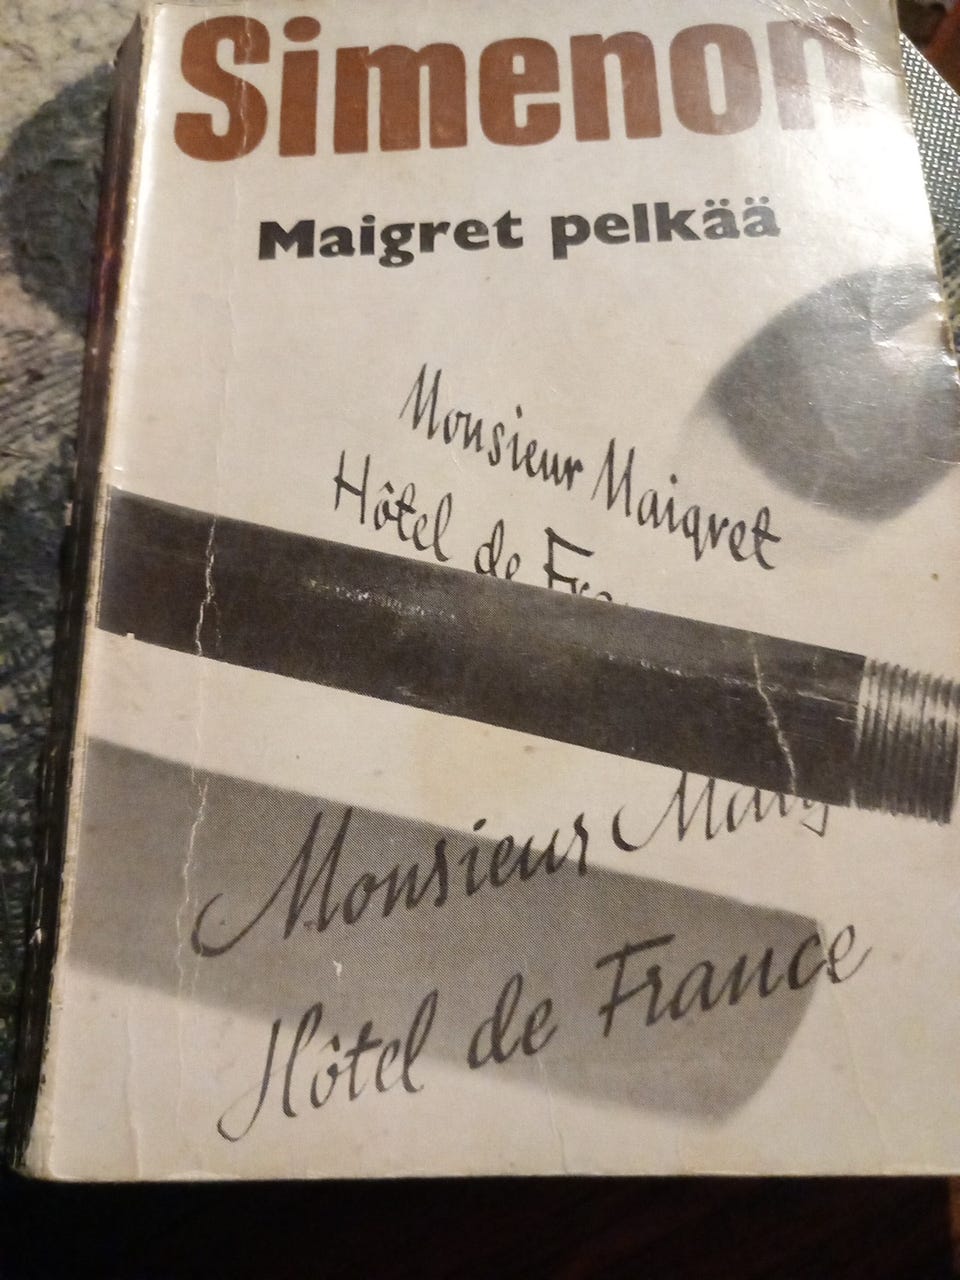 Simenon
Maigret pelkää
Monsieur Maigret
Hôtel de
Monsieur
Hôtel de France